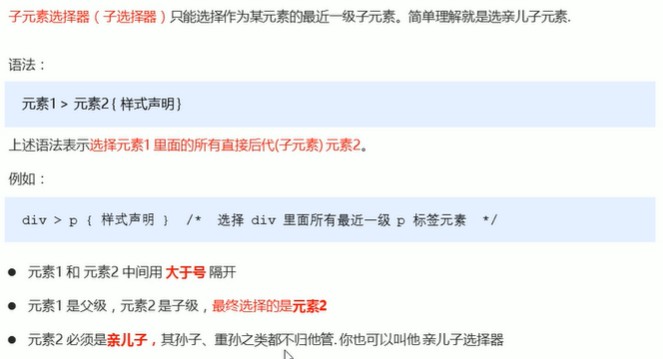 子元素选择器（子选择器）只能选择作为某元素的最近一级子元素。简单理解就是选亲儿子元素.
语法：
元素1 > 元素2 { 样式声明 }
上述语法表示选择元素1 里面的所有直接后代(子元素) 元素2。
例如：
div > p { 样式声明 } /* 选择 div 里面所有最近一级 p 标签元素 */
● 元素1 和 元素2 中间用 大于号 隔开
● 元素1 是父级，元素2 是子级，最终选择的是元素2
● 元素2 必须是亲儿子，其孙子、重孙之类都不归他管. 你也可以叫他 亲儿子选择器